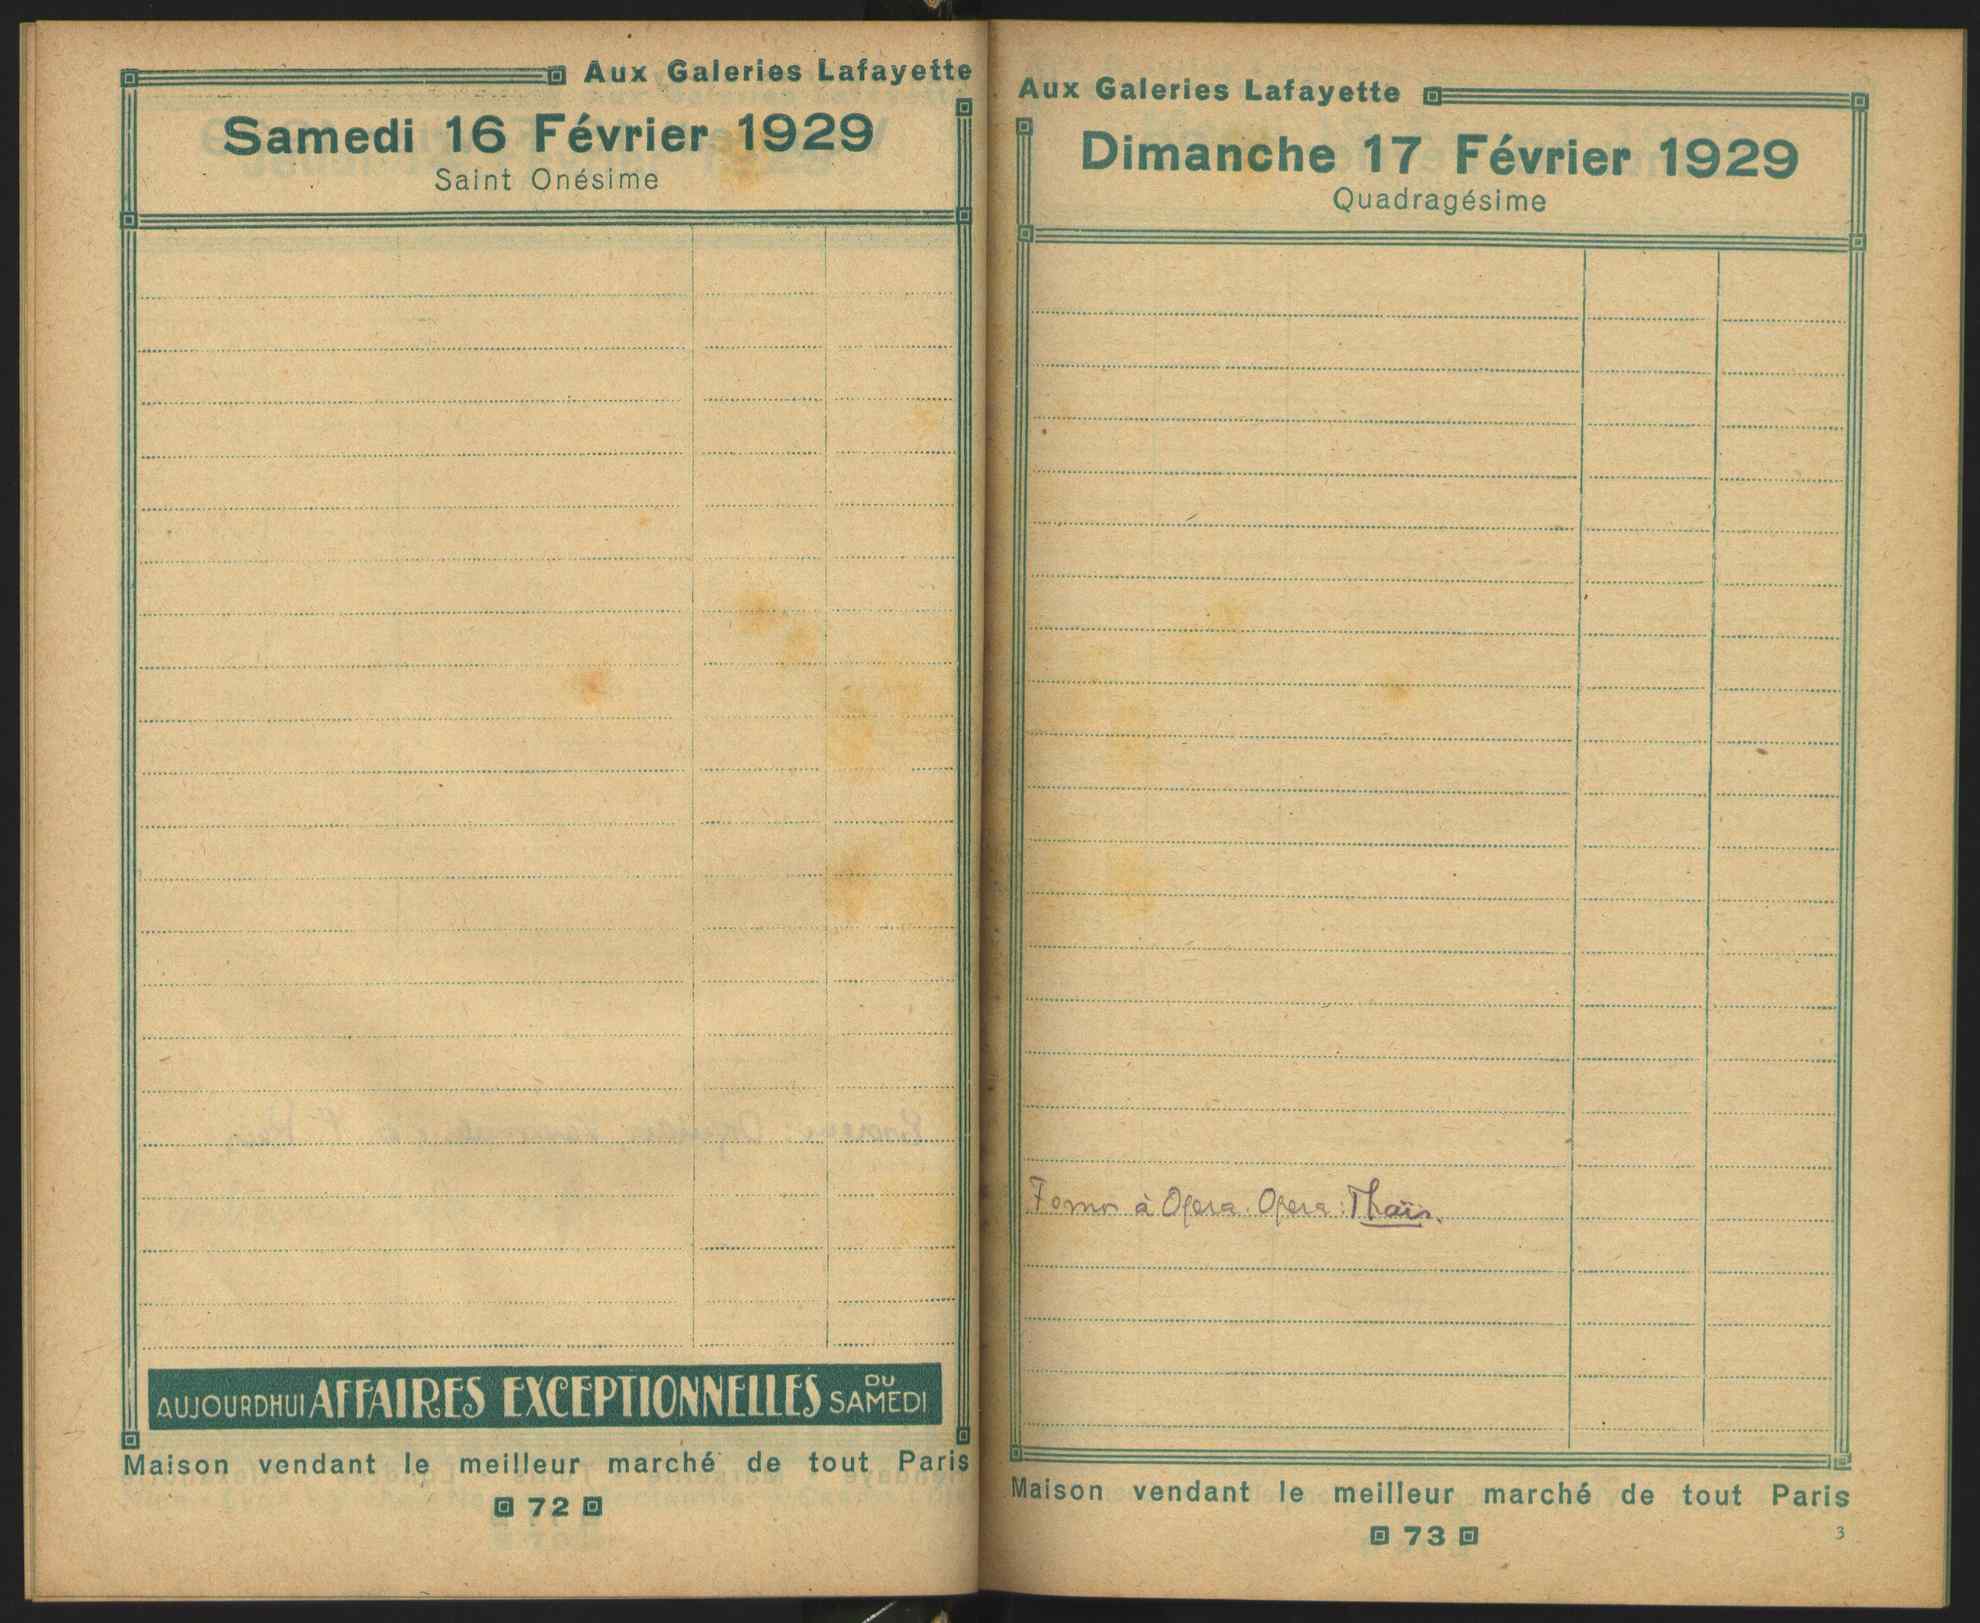 Aux Galeries Lafayette
Samedi 16 Février 1929
Saint Onésime
AUJOURDHUI AFFAIRES EXCEPTIONNELLES DU SAMEDI
Maison vendant le meilleur marché de tout Paris
72
Aux Galeries Lafayette
Dimanche 17 Février 1929
Quadragésime
à Opera. Opera: Thaïs.
Maison vendant le meilleur marché de tout Paris
73
3